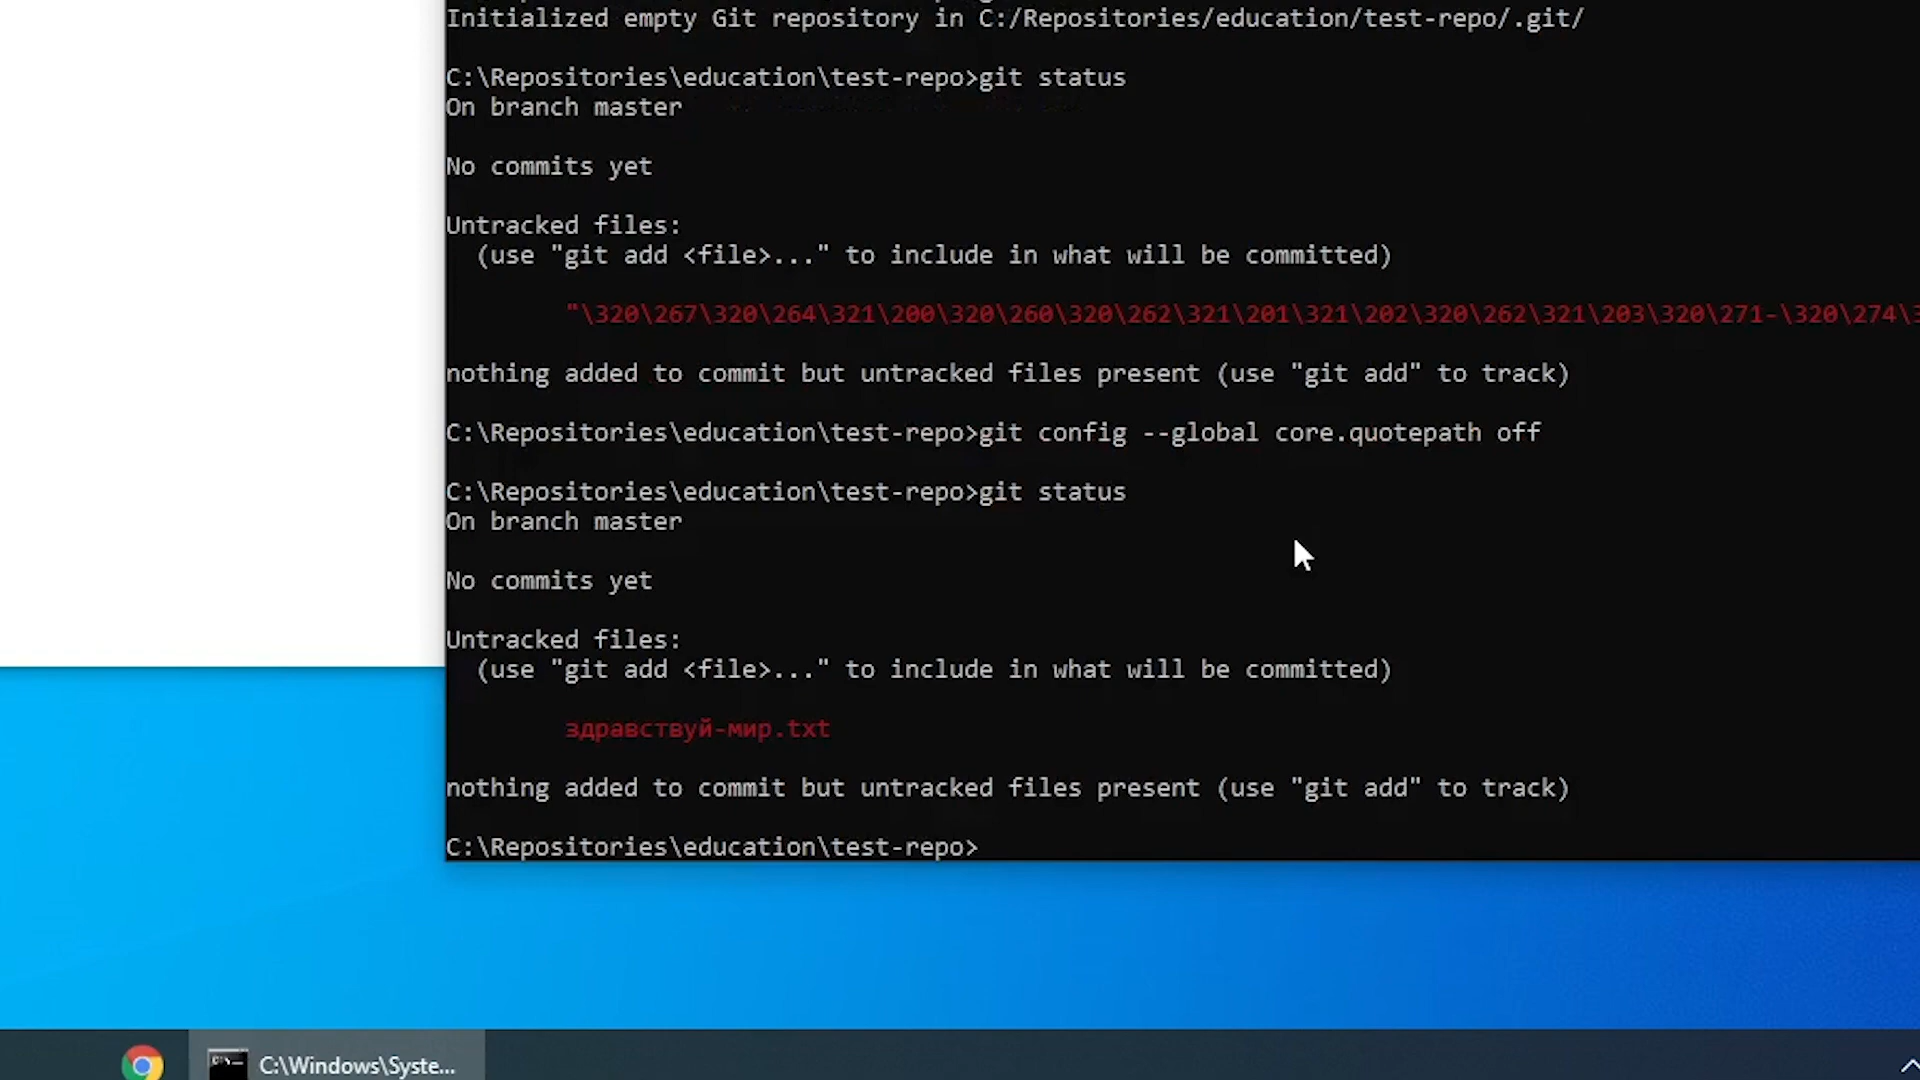 Initialized empty Git repository in C:/Repositories/education/test-repo/.git/
C:\Repositories\education\test-repo>git status
On branch master
No commits yet
Untracked files:
(use "git add <file>..." to include in what will be committed)
"\320\267\320\264\321\200\320\260\320\262\321\201\321\202\320\262\321\203\320\271-\320\274\3
nothing added to commit but untracked files present (use "git add" to track)
C:\Repositories\education\test-repo>git config --global core.quotepath off
C:\Repositories\education\test-repo>git status
On branch master
No commits yet
Untracked files:
(use "git add <file>..." to include in what will be committed)
здравствуй-мир.txt
nothing added to commit but untracked files present (use "git add" to track)
C:\Repositories\education\test-repo>
C:\Windows\Syste...